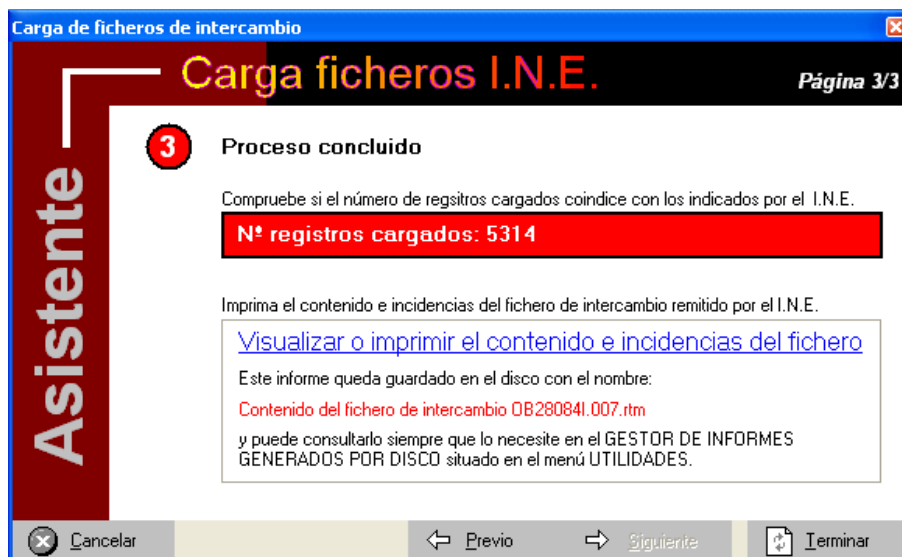 Carga de ficheros de intercambio
Carga ficheros I.N.E.
Página 3/3
Asistente
3
Proceso concluido
Compruebe si el número de regsitros cargados coindice con los indicados por el I.N.E.
Nº registros cargados: 5314
Imprima el contenido e incidencias del fichero de intercambio remitido por el I.N.E.
Visualizar o imprimir el contenido e incidencias del fichero
Este informe queda guardado en el disco con el nombre:
Contenido del fichero de intercambio OB28084I.007.rtm
y puede consultarlo siempre que lo necesite en el GESTOR DE INFORMES
GENERADOS POR DISCO situado en el menú UTILIDADES.
Cancelar
Previo
Siguiente
Terminar